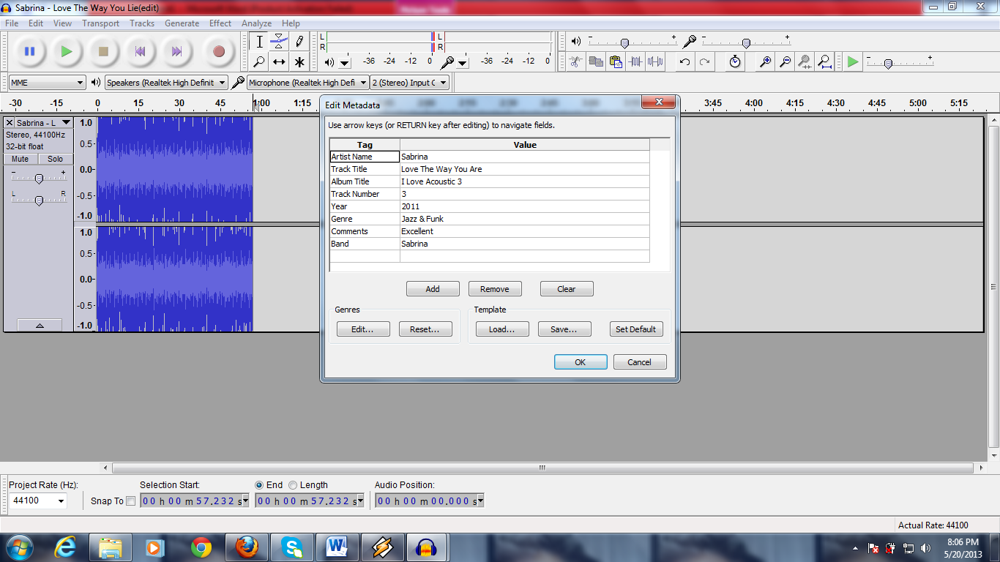 Sabrina - Love The Way You Lie(edit)
File Edit View Transport Tracks Generate Effect Analyze Help
L
R
-36 -24 -12 0
L
R
-36 -24 -12 0
- +
- +
- +
MME
Speakers (Realtek High Definit
Microphone (Realtek High Defi
2 (Stereo) Input C
-30 -15 0 15 30 45 1:00 1:15 3:45 4:00 4:15 4:30 4:45 5:00 5:15
Sabrina - L
Stereo, 44100Hz
32-bit float
Mute Solo
- +
L R
1.0
0.5
0.0
-0.5
-1.0
1.0
0.5
0.0
-0.5
-1.0
Edit Metadata
Use arrow keys (or RETURN key after editing) to navigate fields.
Tag Value
Artist Name Sabrina
Track Title Love The Way You Are
Album Title I Love Acoustic 3
Track Number 3
Year 2011
Genre Jazz & Funk
Comments Excellent
Band Sabrina
Add Remove Clear
Genres Template
Edit... Reset... Load... Save... Set Default
OK Cancel
Project Rate (Hz): Selection Start: End Length Audio Position:
44100 Snap To 00 h 00 m 57.232 s 00 h 00 m 57.232 s 00 h 00 m 00.000 s
Actual Rate: 44100
8:06 PM
5/20/2013